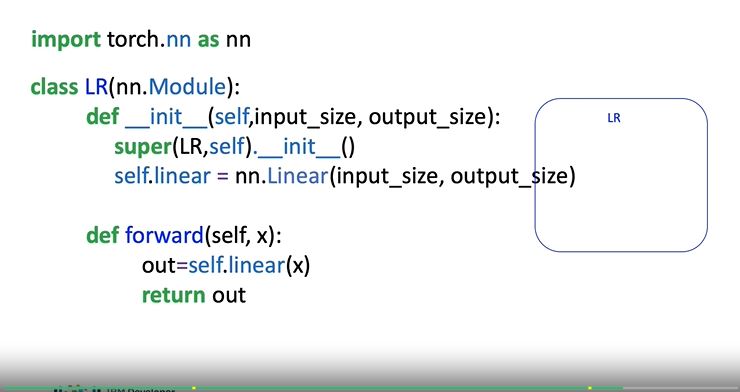 import torch.nn as nn
class LR(nn.Module):
def __init__(self,input_size, output_size):
super(LR,self).__init__()
self.linear = nn.Linear(input_size, output_size)
def forward(self, x):
out=self.linear(x)
return out
LR
IBM Developer